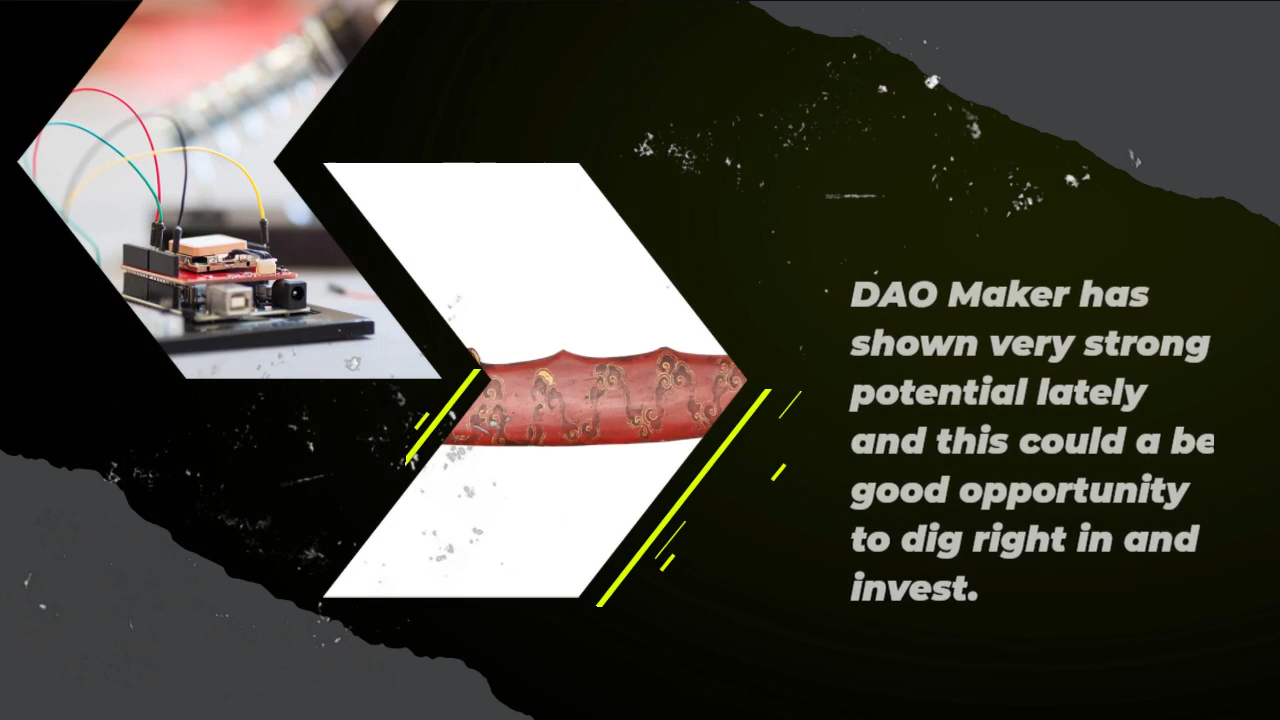 DAO Maker has
shown very strong
potential lately
and this could a be
good opportunity
to dig right in and
invest.